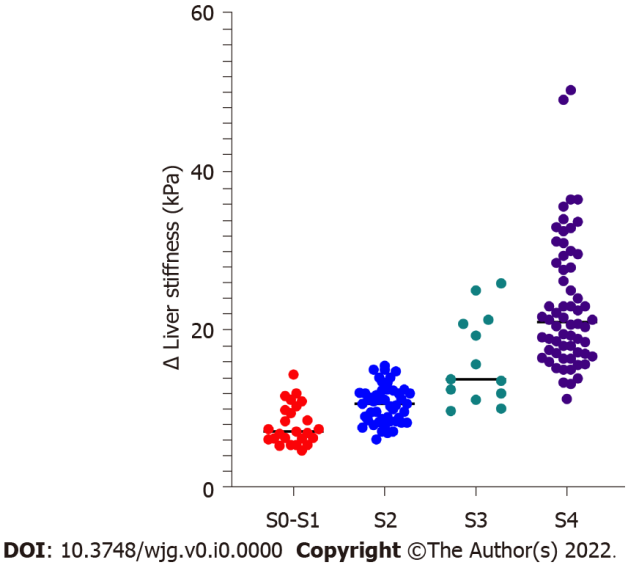 60
40
20
0
Δ Liver stiffness (kPa)
S0-S1 S2 S3 S4
DOI: 10.3748/wjg.v0.i0.0000 Copyright ©The Author(s) 2022.